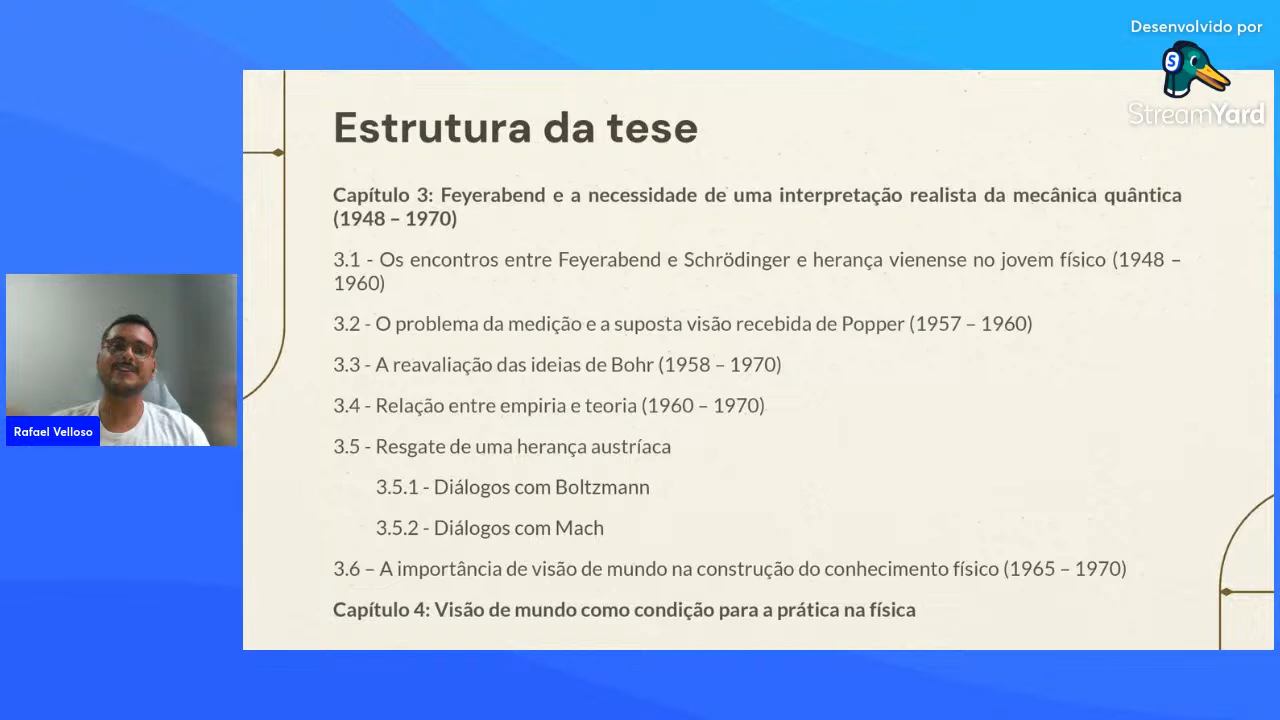 Desenvolvido por
S
StreamYard
Estrutura da tese
Capítulo 3: Feyerabend e a necessidade de uma interpretação realista da mecânica quântica
(1948 – 1970)
3.1 - Os encontros entre Feyerabend e Schrödinger e herança vienense no jovem físico (1948 –
1960)
3.2 - O problema da medição e a suposta visão recebida de Popper (1957 – 1960)
3.3 - A reavaliação das ideias de Bohr (1958 – 1970)
3.4 - Relação entre empiria e teoria (1960 – 1970)
3.5 - Resgate de uma herança austríaca
3.5.1 - Diálogos com Boltzmann
3.5.2 - Diálogos com Mach
3.6 – A importância de visão de mundo na construção do conhecimento físico (1965 – 1970)
Capítulo 4: Visão de mundo como condição para a prática na física
Rafael Velloso